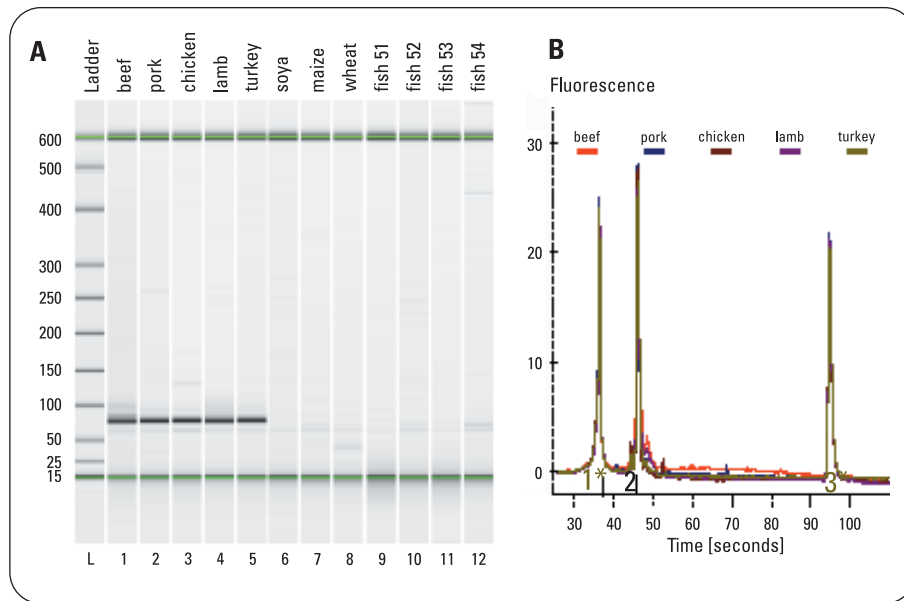 A
Ladder
beef
pork
chicken
lamb
turkey
soya
maize
wheat
fish 51
fish 52
fish 53
fish 54
600
500
400
300
250
200
150
100
50
25
15
L 1 2 3 4 5 6 7 8 9 10 11 12
B
Fluorescence
beef pork chicken lamb turkey
30
20
10
0
1* 2 3*
30 40 50 60 70 80 90 100
Time [seconds]